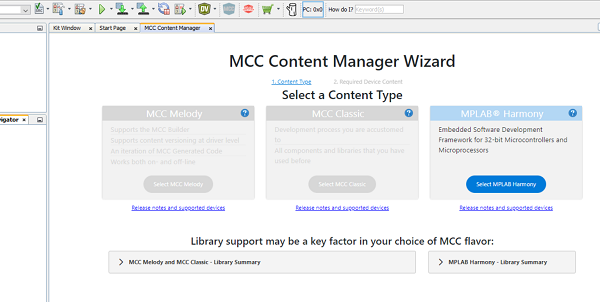 PC: 0x0
How do I?
Keyword(s)
Kit Window
Start Page
MCC Content Manager
MCC Content Manager Wizard
1. Content Type
2. Required Device Content
Select a Content Type
MCC Melody
Supports the MCC Builder
Supports content versioning at driver level
An iteration of MCC Generated Code
Works both on- and off-line
Select MCC Melody
Release notes and supported devices
MCC Classic
Development process you are accustomed
to
All components and libraries that you have
used before
Select MCC Classic
Release notes and supported devices
MPLAB® Harmony
Embedded Software Development
Framework for 32-bit Microcontrollers and
Microprocessors
Select MPLAB Harmony
Release notes and supported devices
vigator
Library support may be a key factor in your choice of MCC flavor:
MCC Melody and MCC Classic - Library Summary
MPLAB Harmony - Library Summary